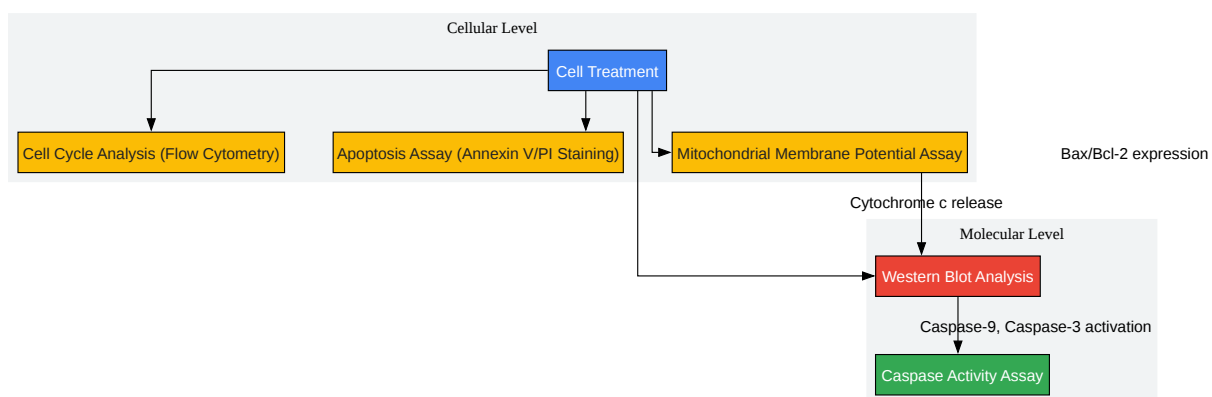 Cellular Level
Cell Treatment
Cell Cycle Analysis (Flow Cytometry)
Apoptosis Assay (Annexin V/PI Staining)
Mitochondrial Membrane Potential Assay
Bax/Bcl-2 expression
Cytochrome c release
Molecular Level
Western Blot Analysis
Caspase-9, Caspase-3 activation
Caspase Activity Assay